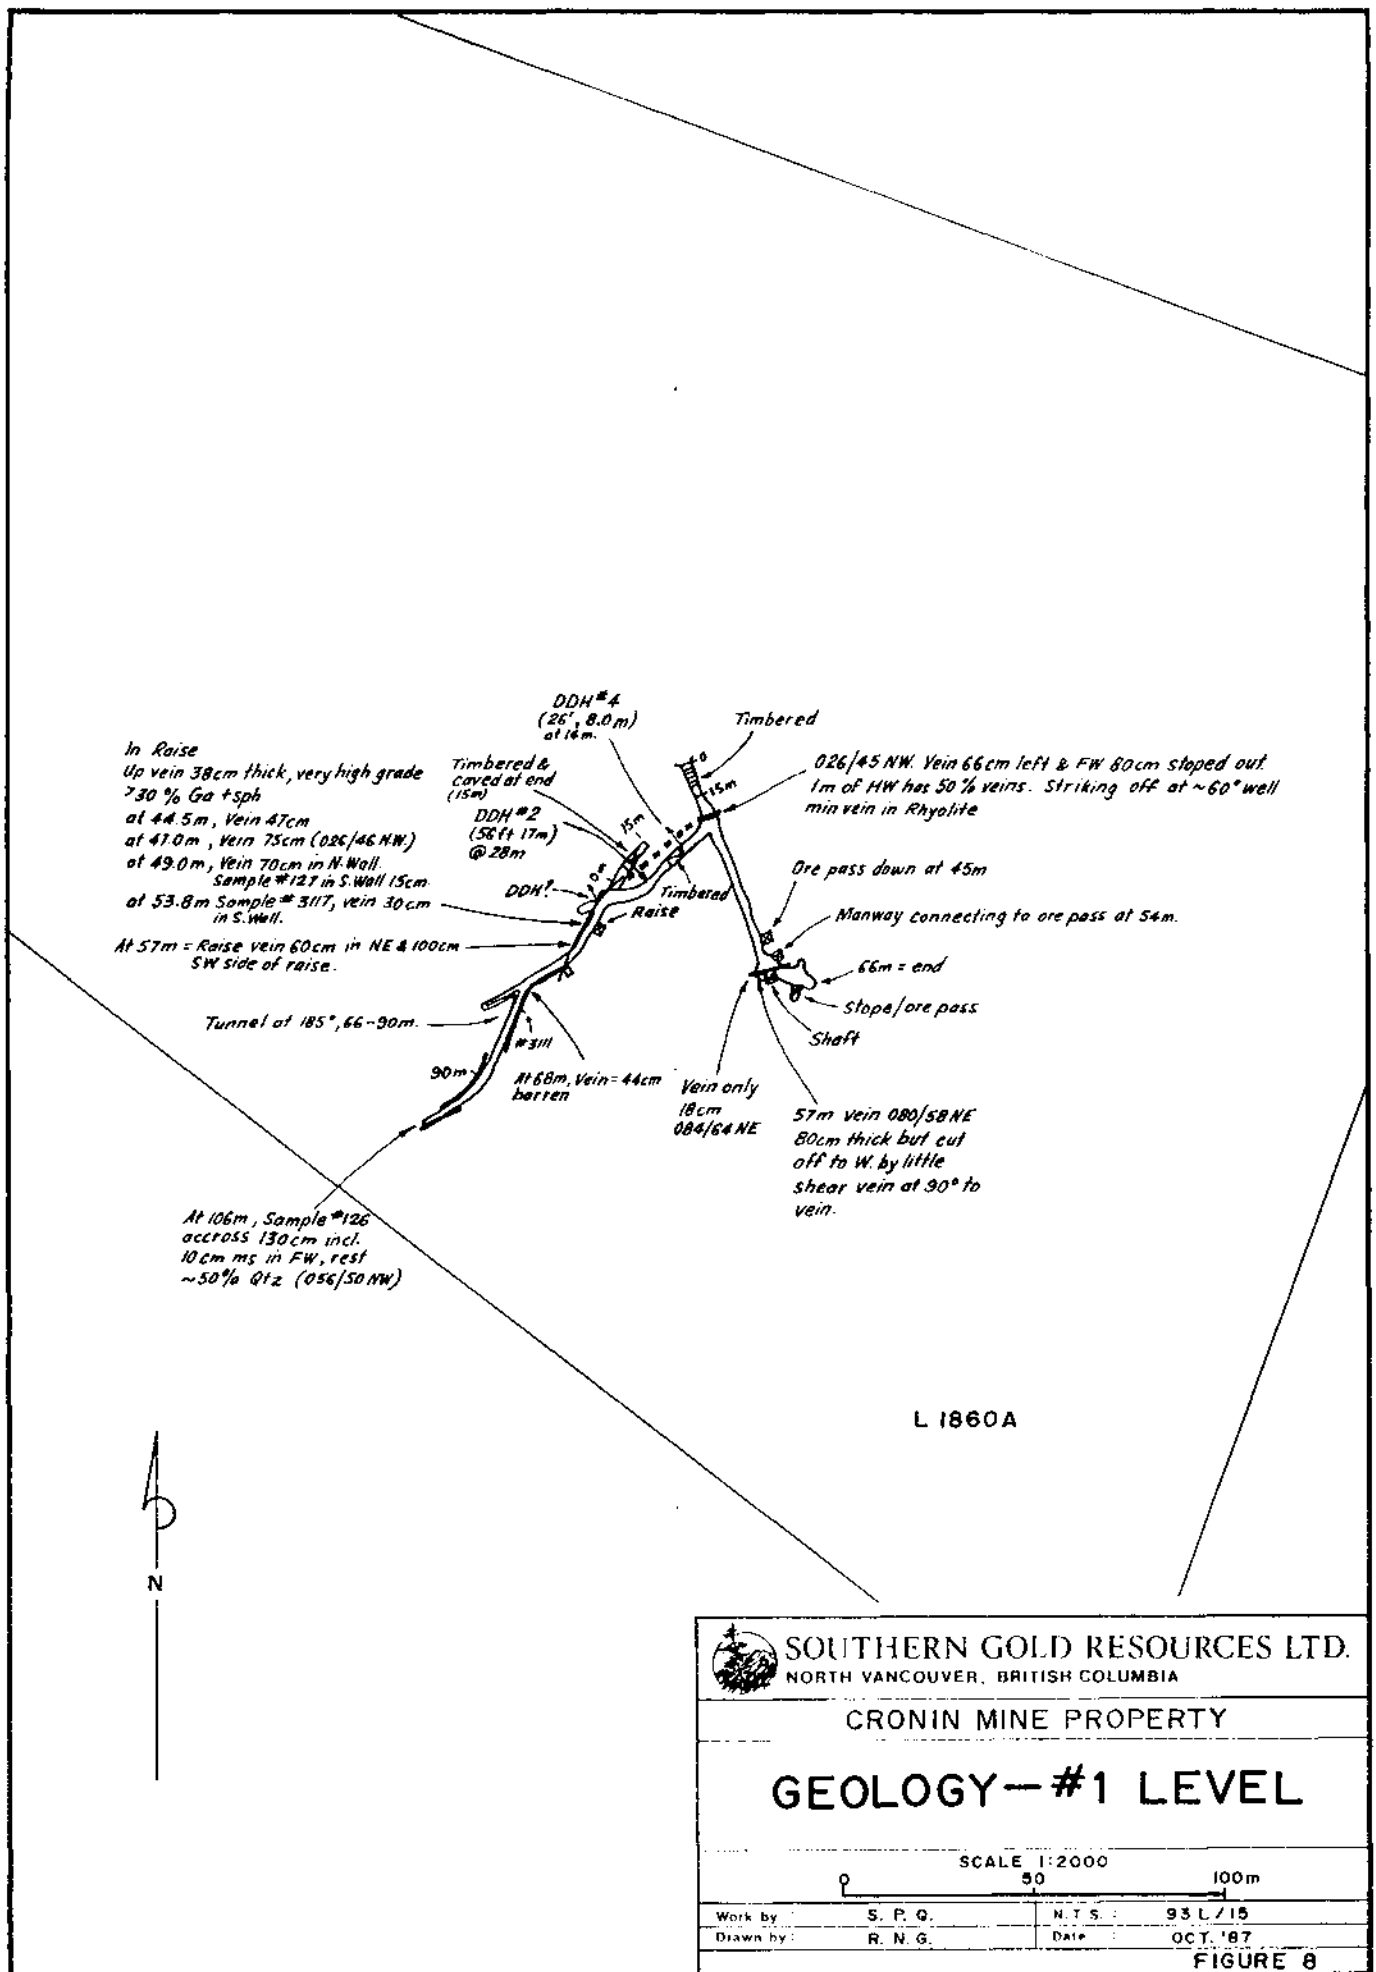 DDH #4
(26', 8.0m)
at 14m.
Timbered
In Raise
Up vein 38cm thick, very high grade
>30 % Ga + sph
at 44.5m, Vein 47cm
at 47.0m, Vein 75cm (026/46 N.W.)
at 49.0m, Vein 70cm in N. Wall.
Sample #127 in S. Wall 15cm
at 53.8m Sample # 3117, vein 30cm
in S. Wall.
At 57m = Raise vein 60cm in NE & 100cm
SW side of raise.
Timbered &
caved at end
(15m)
DDH #2
(56ft 17m)
@ 28m
DDH?
0
15m
15m
0m
026/45 NW. Vein 66cm left & FW 80cm stoped out.
1m of HW has 50 % veins. Striking off at ~60° well
min vein in Rhyolite
Timbered
Raise
Ore pass down at 45m
Manway connecting to ore pass at 54m.
66m = end
Stope/ore pass
Shaft
Tunnel at 185°, 66-90m.
#3111
90m
At 68m, Vein = 44cm
barren
Vein only
18cm
084/64 NE
57m vein 080/58 NE
80cm thick but cut
off to W. by little
shear vein at 90° to
vein.
At 106m, Sample #126
accross 130cm incl.
10cm ms in FW, rest
~50% Qtz (056/50 NW)
L 1860A
N
SOUTHERN GOLD RESOURCES LTD.
NORTH VANCOUVER, BRITISH COLUMBIA
CRONIN MINE PROPERTY
GEOLOGY—#1 LEVEL
SCALE 1:2000
0 50 100m
Work by : S. P. Q. N.T.S. : 93 L/15
Drawn by : R. N. G. Date : OCT. '87
FIGURE 8